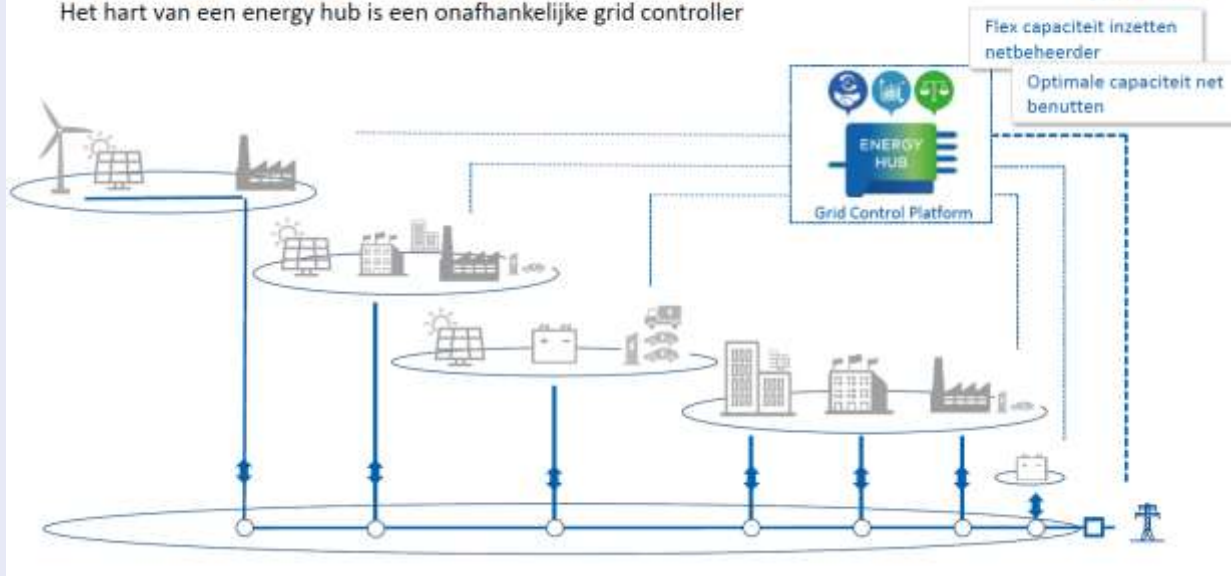 Het hart van een energy hub is een onafhankelijke grid controller
Flex capaciteit inzetten
netbeheerder
Optimale capaciteit net
benutten
ENERGY
HUB
Grid Control Platform